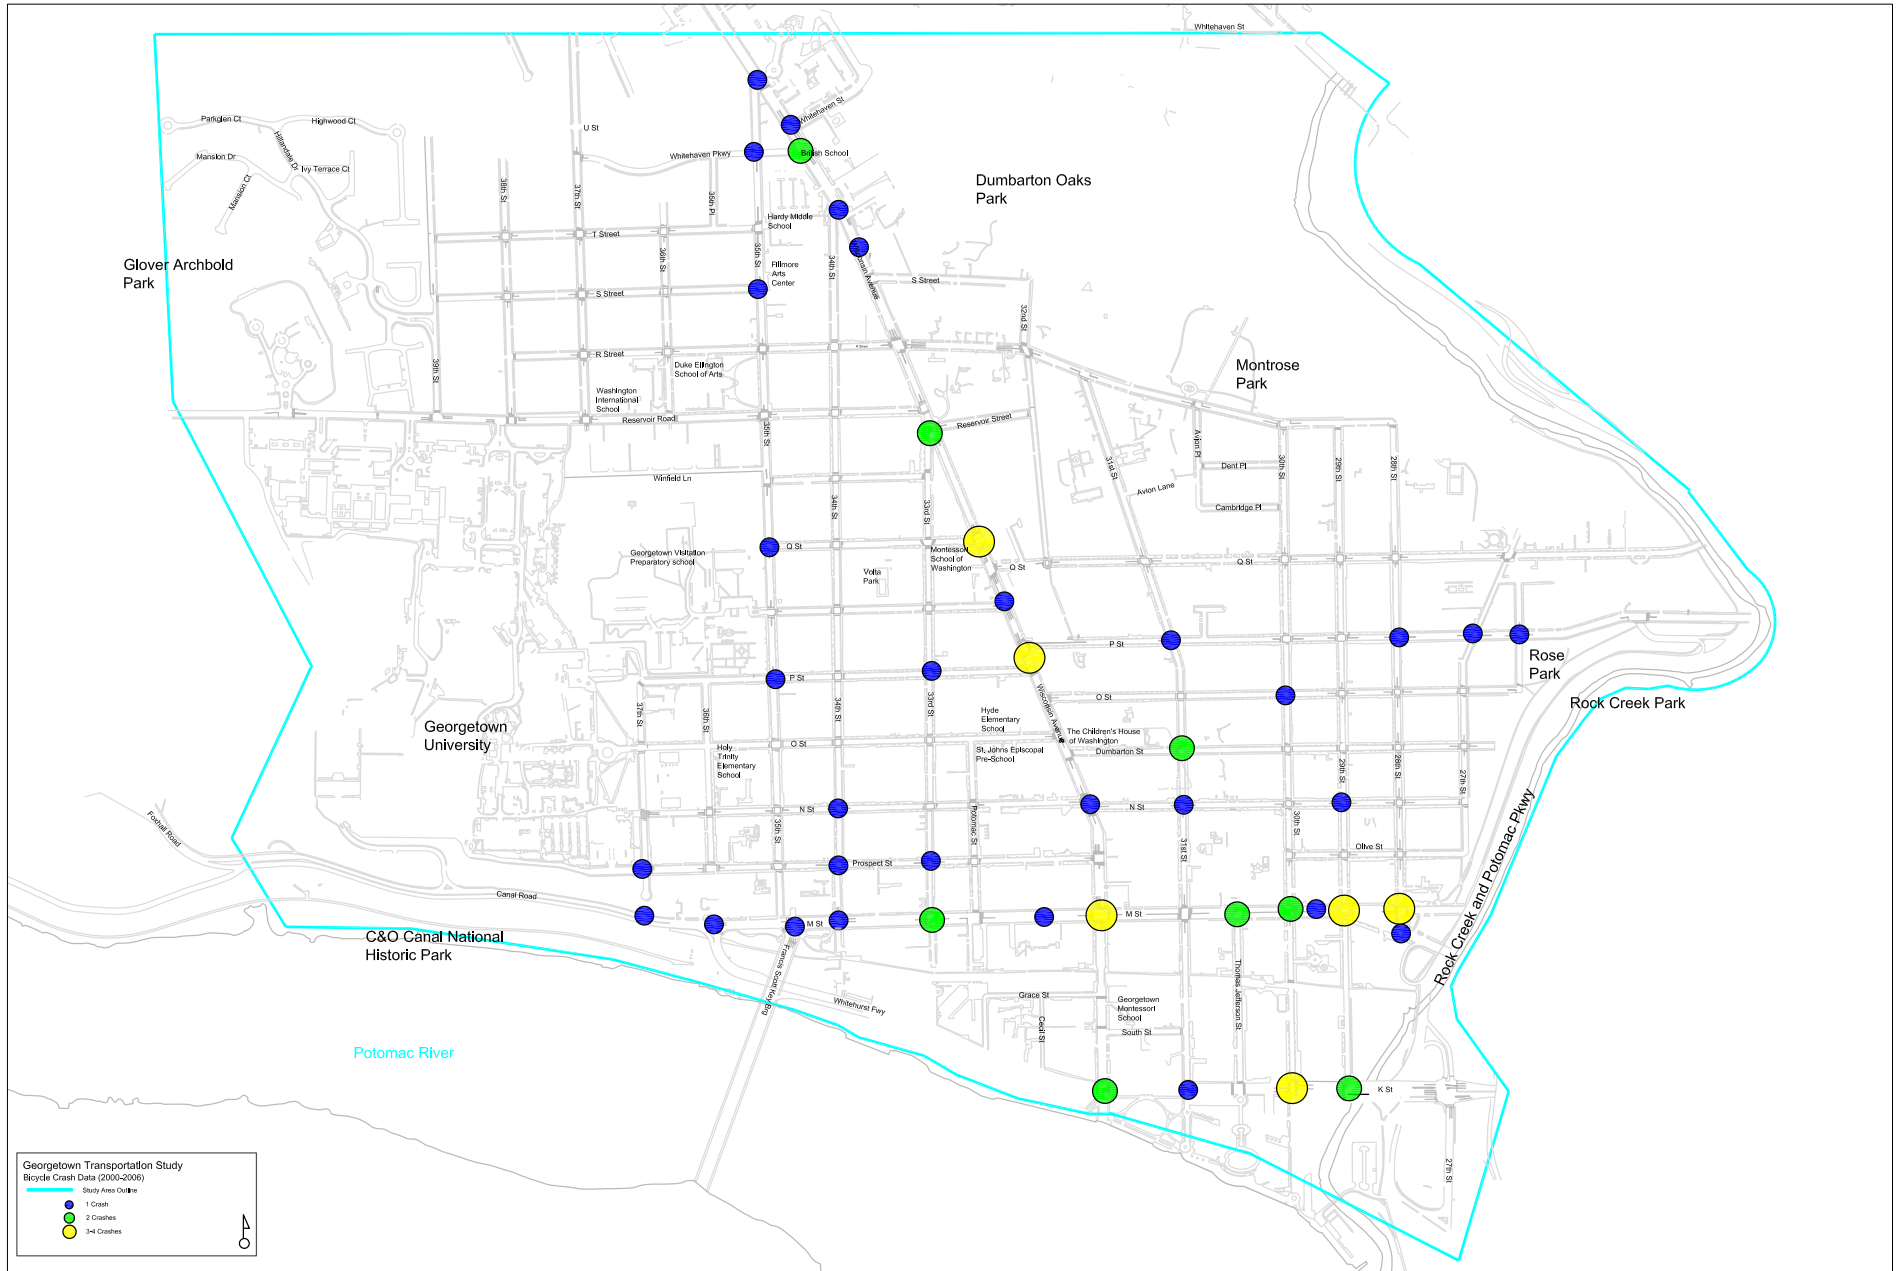 Whitehaven St
Parkglen Ct
Highwood Ct
Hillandale Dr
Mansion Dr
Ivy Terrace Ct
Mansion Ct
U St
Whitehaven St
Whitehaven Pkwy
British School
38th St
37th St
35th Pl
Dumbarton Oaks
Park
Hardy Middle
School
T Street
36th St
35th St
34th St
Wisconsin Avenue
Glover Archbold
Park
Fillmore
Arts
Center
S Street
S Street
32nd St
R Street
39th St
Duke Ellington
School of Arts
Montrose
Park
Washington
International
School
Reservoir Road
Reservoir Street
35th St
Avion Pl
31st St
30th St
29th St
28th St
Dent Pl
Winfield Ln
Avion Lane
Cambridge Pl
34th St
33rd St
Q St
Georgetown Visitation
Preparatory school
Montessori
School of
Washington
Q St
Q St
Volta
Park
P St
Rose
Park
P St
O St
Rock Creek Park
37th St
36th St
34th St
33rd St
Wisconsin Avenue
Georgetown
University
Hyde
Elementary
School
The Children's House
of Washington
O St
Holy
Trinity
Elementary
School
St. Johns Episcopal
Pre-School
Dumbarton St
29th St
28th St
27th St
N St
N St
Potomac St
35th St
30th St
31st St
Foxhall Road
Olive St
Prospect St
Canal Road
M St
M St
Rock Creek and Potomac Pkwy
C&O Canal National
Historic Park
Francis Scott Key Brg
Thomas Jefferson St
Whitehurst Fwy
Grace St
Georgetown
Montessori
School
Cecil St
South St
Potomac River
K St
27th St
Georgetown Transportation Study
Bicycle Crash Data (2000-2006)
Study Area Outline
1 Crash
2 Crashes
3-4 Crashes